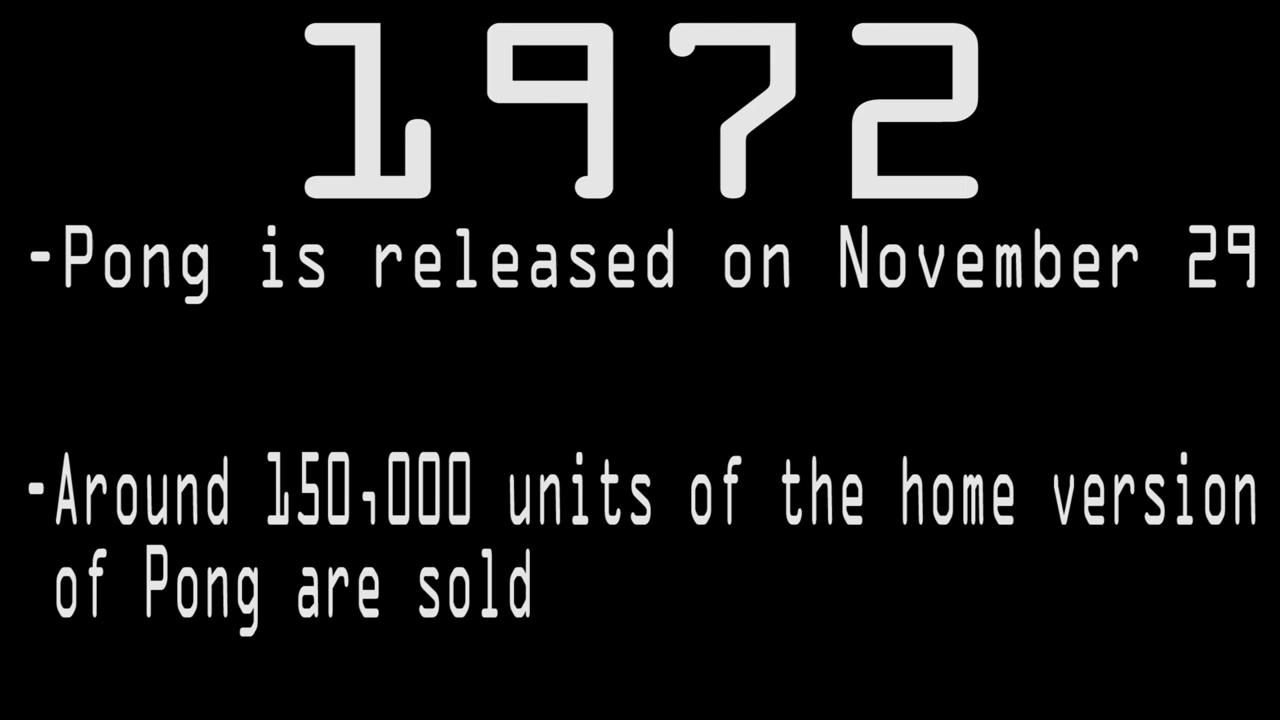 1972
-Pong is released on November 29
-Around 150,000 units of the home version
of Pong are sold